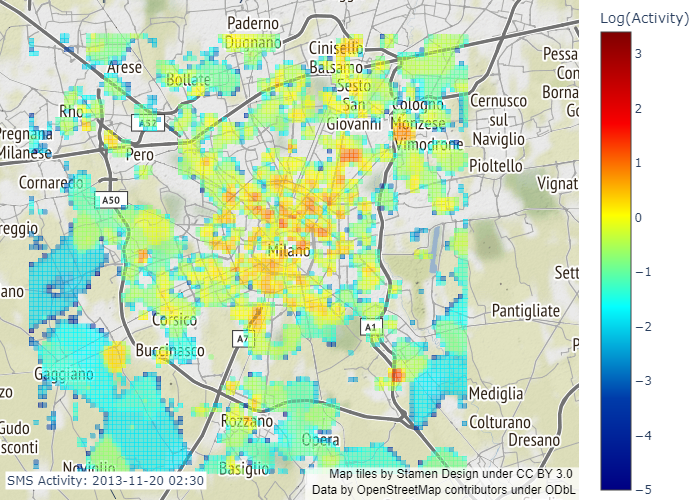 Log(Activity)
Paderno
Dugnano
Cinisello
Balsamo
Arese
Bollate
Sesto
San
Giovanni
Rho
A52
Cologno
Monzese
Cernusco
sul
Naviglio
Pessa
Con
Borna
Go
Pregnana
Milanese
Pero
Vimodrone
Pioltello
Cornaredo
A50
Vignat
reggio
Milano
Sett
ano
Pantigliate
Corsico
A7
A1
Buccinasco
P
Gaggiano
zo
Mediglia
Rozzano
Colturano
Gudo
Dresano
sconti
Opera
Noviglio
Basiglio
3
2
1
0
−1
−2
−3
−4
−5
SMS Activity: 2013-11-20 02:30
Map tiles by Stamen Design under CC BY 3.0
Data by OpenStreetMap contributors under ODbL